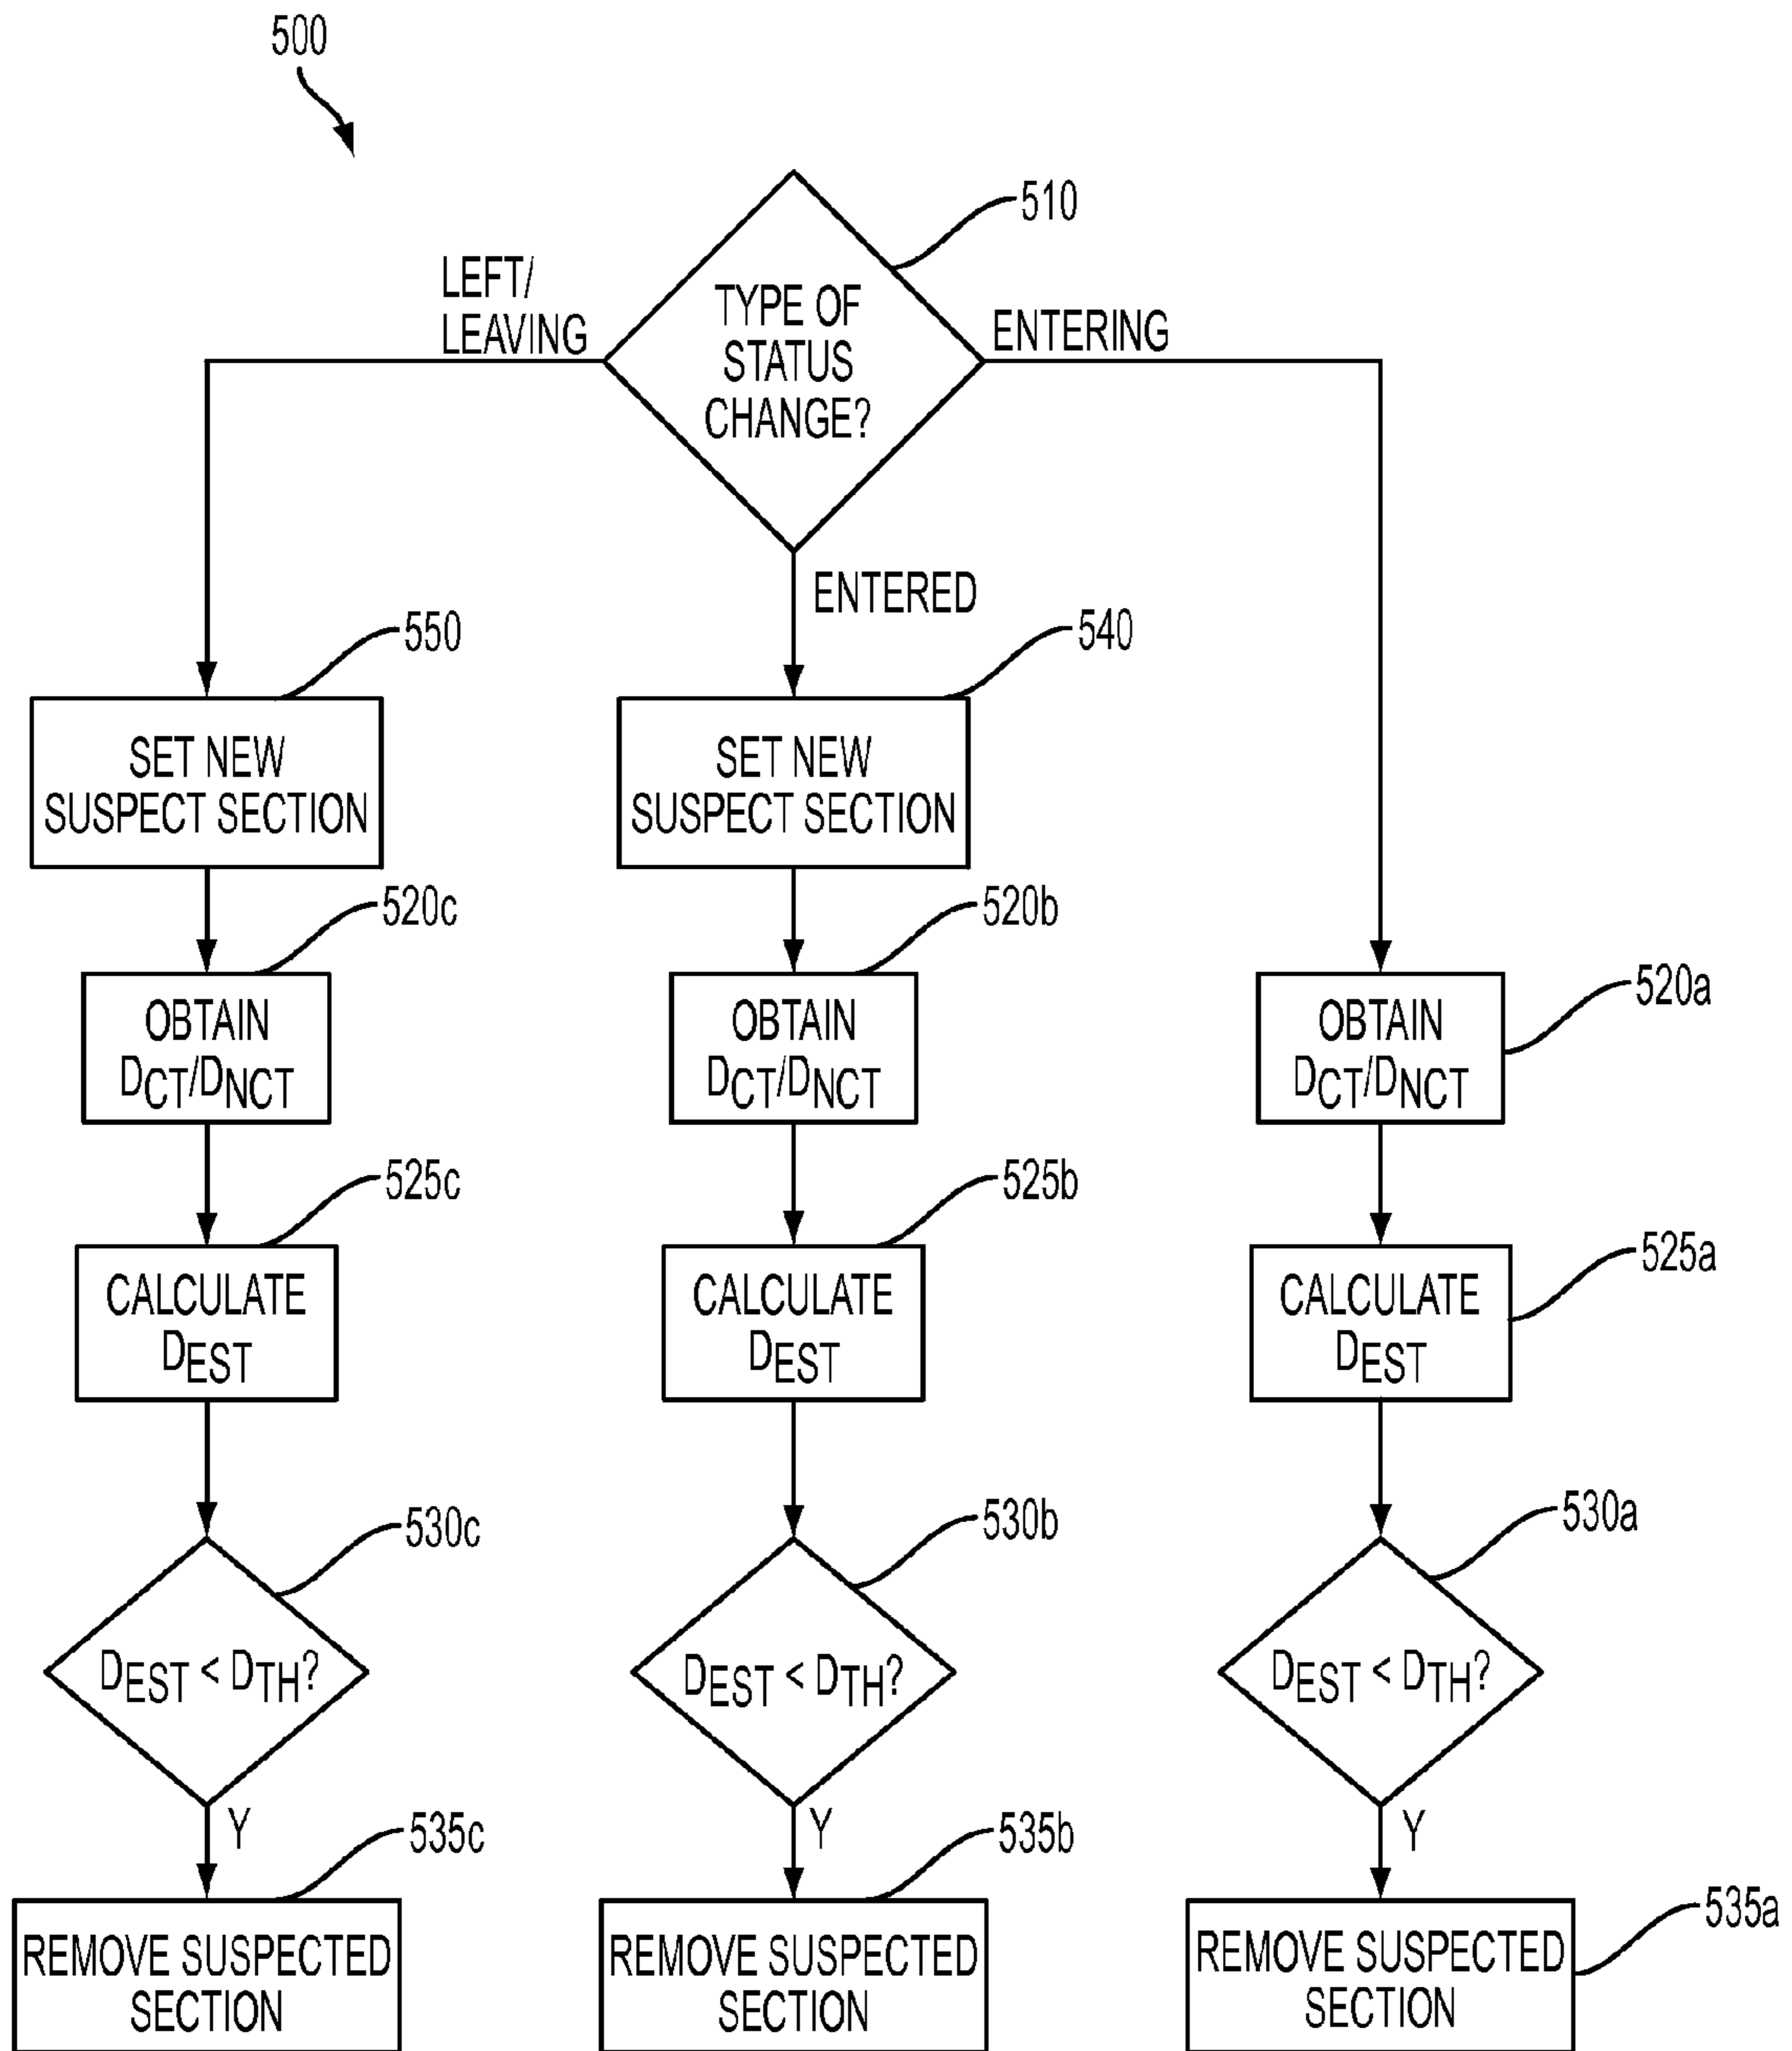 500
510
LEFT/
LEAVING
TYPE OF
STATUS
CHANGE?
ENTERING
ENTERED
550
540
SET NEW
SUSPECT SECTION
SET NEW
SUSPECT SECTION
520c
520b
520a
OBTAIN
DCT/DNCT
OBTAIN
DCT/DNCT
OBTAIN
DCT/DNCT
525c
525b
525a
CALCULATE
DEST
CALCULATE
DEST
CALCULATE
DEST
530c
530b
530a
DEST < DTH?
DEST < DTH?
DEST < DTH?
Y
Y
Y
535c
535b
535a
REMOVE SUSPECTED
SECTION
REMOVE SUSPECTED
SECTION
REMOVE SUSPECTED
SECTION